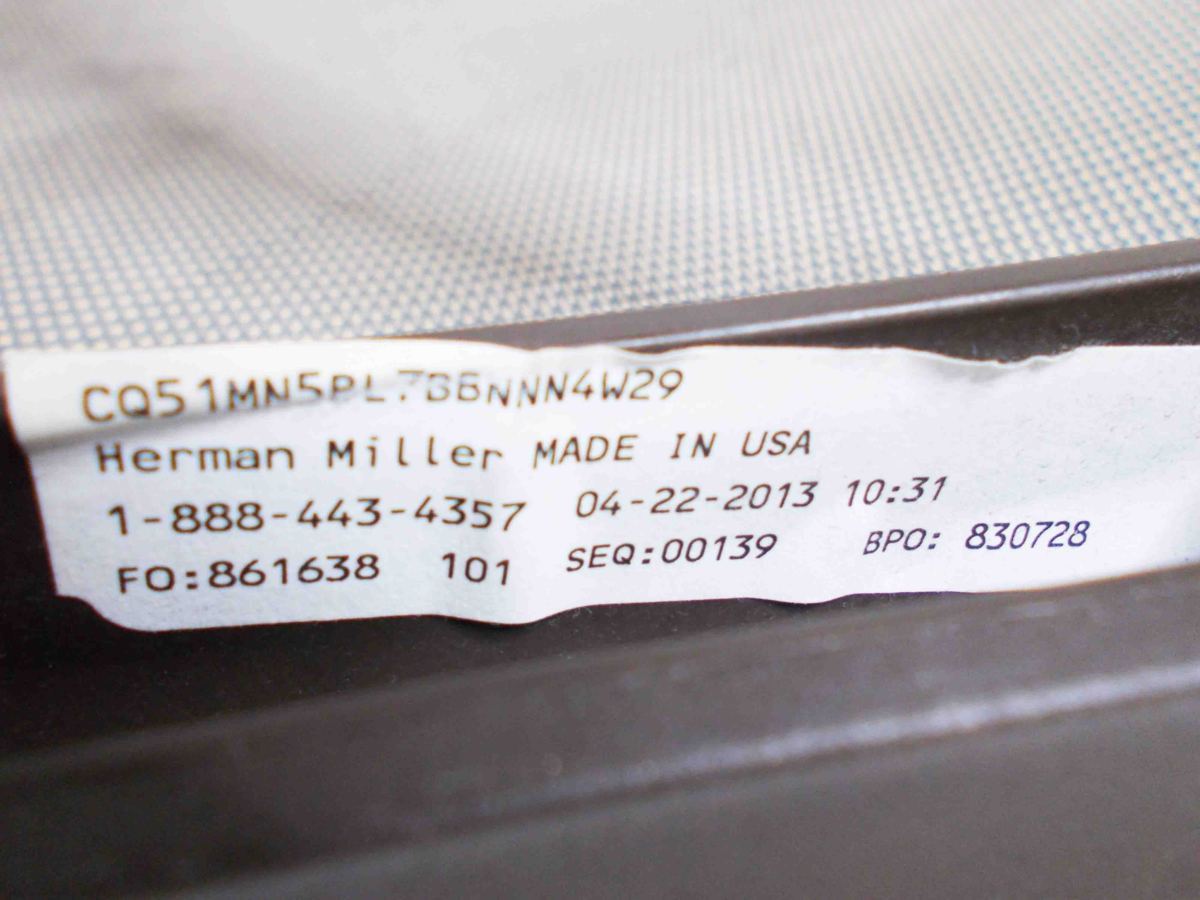 CQ51MN5PL7BBNNN4W29
Herman Miller MADE IN USA
1-888-443-4357 04-22-2013 10:31
FO:861638 101 SEQ:00139 BPO: 830728